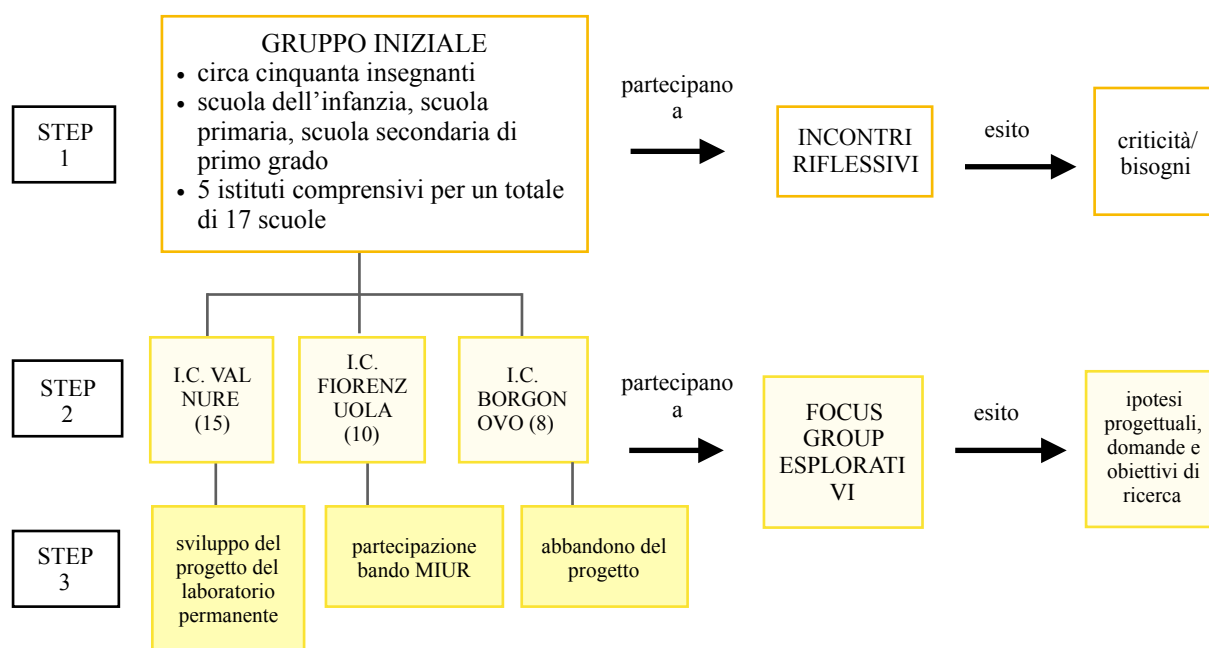 STEP
1
GRUPPO INIZIALE
• circa cinquanta insegnanti
• scuola dell’infanzia, scuola
primaria, scuola secondaria di
primo grado
• 5 istituti comprensivi per un totale
di 17 scuole
partecipano
a
INCONTRI
RIFLESSIVI
esito
criticità/
bisogni
STEP
2
I.C. VAL
NURE
(15)
I.C.
FIORENZ
UOLA
(10)
I.C.
BORGON
OVO (8)
partecipano
a
FOCUS
GROUP
ESPLORATI
VI
esito
ipotesi
progettuali,
domande e
obiettivi di
ricerca
STEP
3
sviluppo del
progetto del
laboratorio
permanente
partecipazione
bando MIUR
abbandono del
progetto